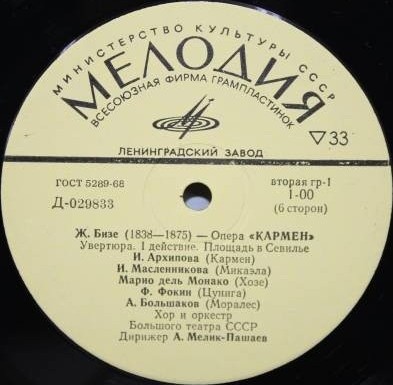 МИНИСТЕРСТВО КУЛЬТУРЫ СССР
МЕЛОДИЯ
ВСЕСОЮЗНАЯ ФИРМА ГРАМПЛАСТИНОК
▽33
ЛЕНИНГРАДСКИЙ ЗАВОД
ГОСТ 5289-68
вторая гр-1
Д-029833
1-00
(6 сторон)
Ж. Бизе (1838—1875) — Опера «КАРМЕН»
Увертюра. I действие. Площадь в Севилье
И. Архипова (Кармен)
И. Масленникова (Микаэла)
Марио дель Монако (Хозе)
Ф. Фокин (Цунига)
А. Большаков (Моралес)
Хор и оркестр
Большого театра СССР
Дирижер А. Мелик-Пашаев